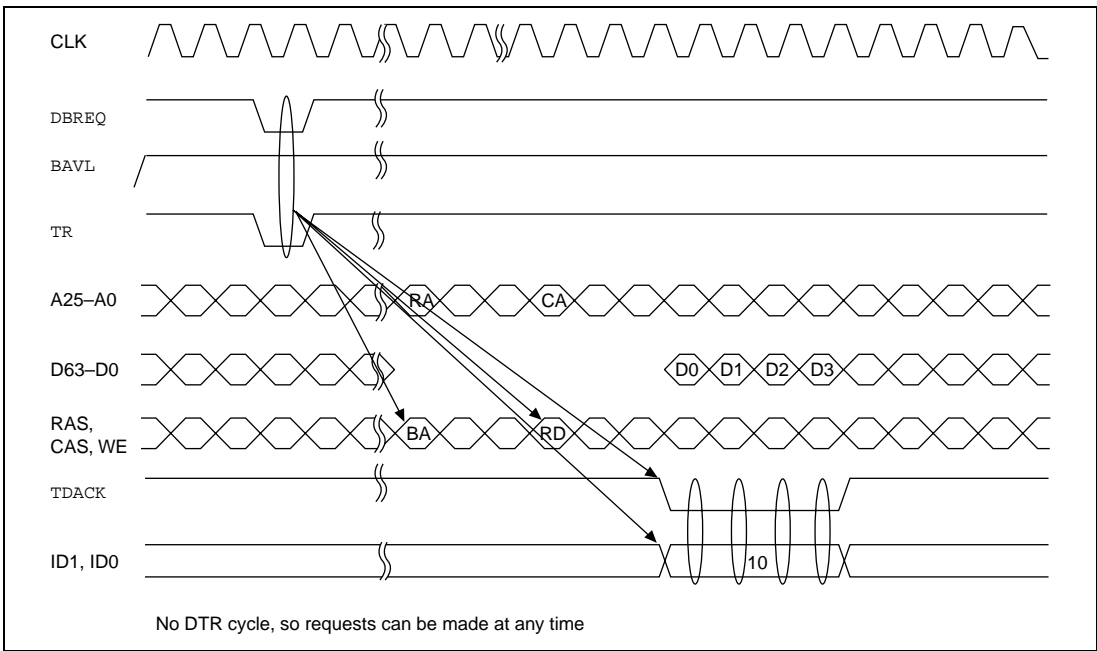 CLK
DBREQ
BAVL
TR
A25–A0
RA
CA
D63–D0
D0
D1
D2
D3
RAS,
CAS, WE
BA
RD
TDACK
ID1, ID0
10
No DTR cycle, so requests can be made at any time